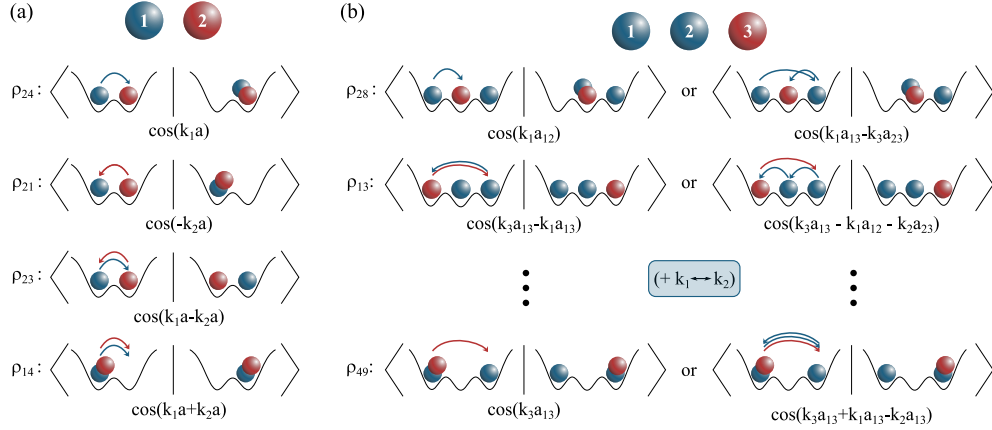 (a)
1 2
ρ24:
cos(k1a)
ρ21:
cos(-k2a)
ρ23:
cos(k1a-k2a)
ρ14:
cos(k1a+k2a)
(b)
1 2 3
ρ28: or
cos(k1a12) cos(k1a13-k3a23)
ρ13: or
cos(k3a13-k1a13) cos(k3a13 - k1a12 - k2a23)
(+ k1↔k2)
ρ49: or
cos(k3a13) cos(k3a13+k1a13-k2a13)